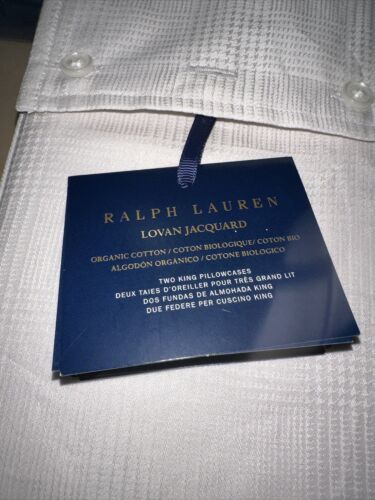 RALPH LAUREN
LOVAN JACQUARD
ORGANIC COTTON / COTON BIOLOGIQUE/ COTON BIO
ALGODÓN ORGÁNICO / COTONE BIOLOGICO
TWO KING PILLOWCASES
DEUX TAIES D'OREILLER POUR TRÈS GRAND LIT
DOS FUNDAS DE ALMOHADA KING
DUE FEDERE PER CUSCINO KING